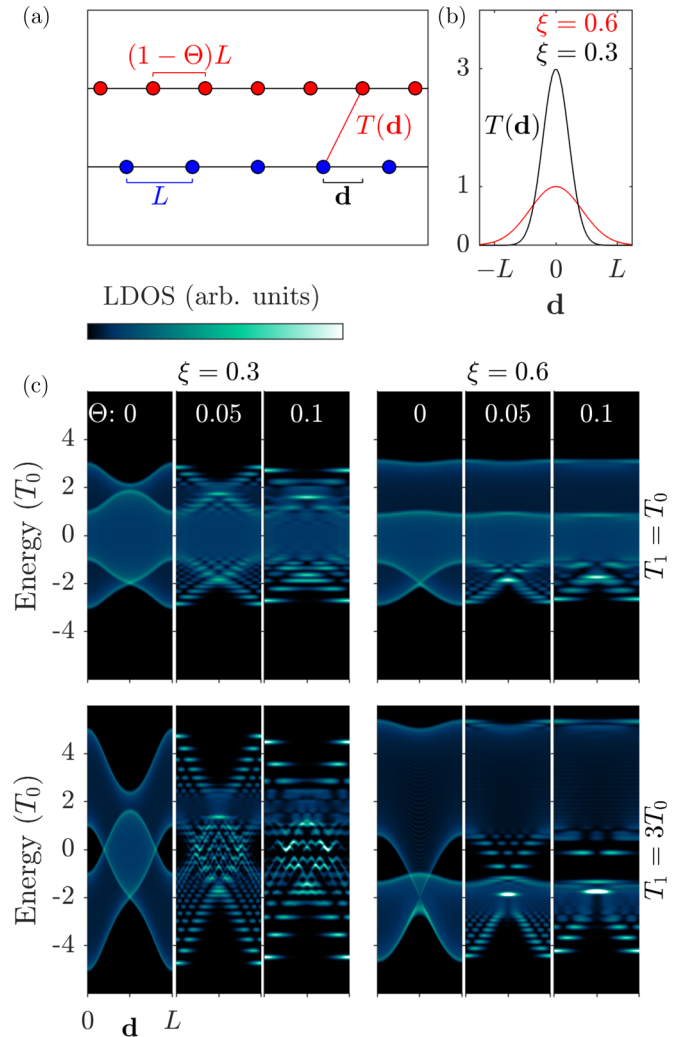 (a)
(1 − Θ)L
T(d)
L
d
(b)
ξ = 0.6
ξ = 0.3
3
T(d)
1
0
−L
0
L
d
LDOS (arb. units)
(c)
ξ = 0.3
ξ = 0.6
Θ: 0
0.05
0.1
0
0.05
0.1
4
2
0
-2
-4
Energy (T₀)
T₁ = T₀
4
2
0
-2
-4
Energy (T₀)
T₁ = 3T₀
0
d
L